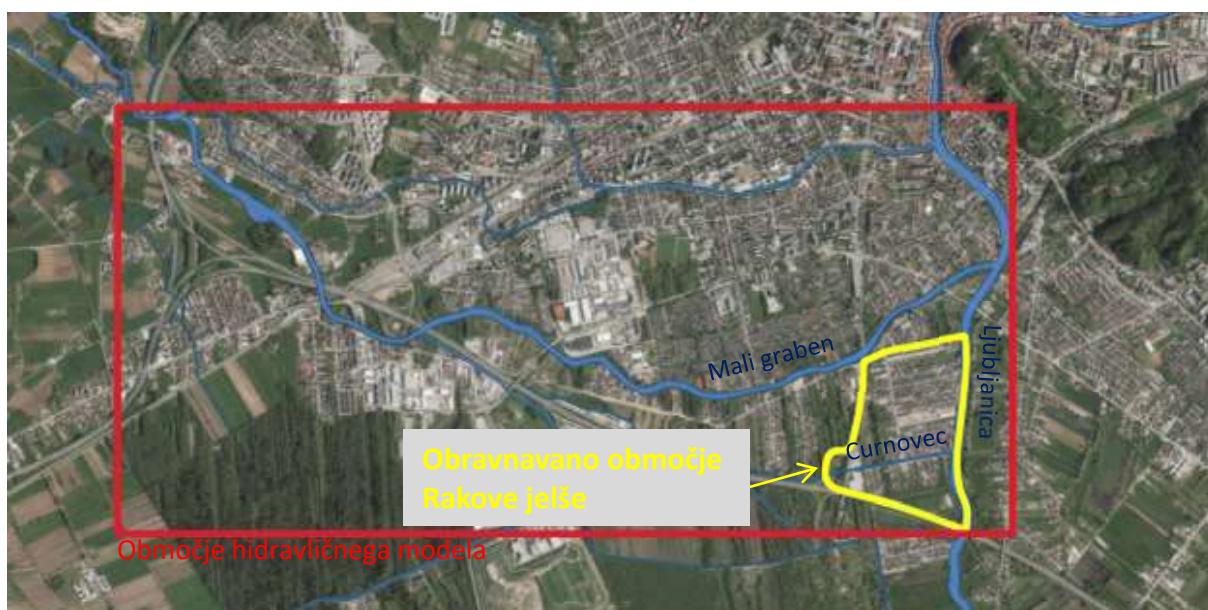 Mali graben
Ljubljanica
Curnovec
Obravnavano območje
Rakove jelše
Območje hidravličnega modela